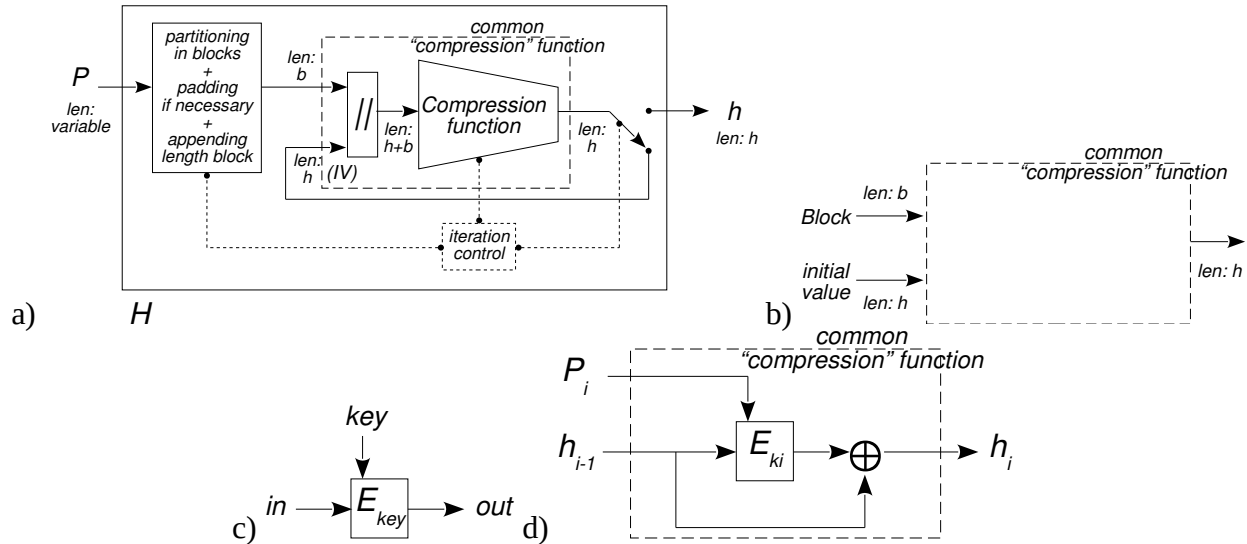 partitioning
in blocks
+
padding
if necessary
+
appending
length block
P
len:
variable
len:
b
common
“compression” function
//
len:
h+b
Compression
function
len:
h
(IV)
len:
h
h
len: h
iteration
control
a)
H
common
“compression” function
Block
len: b
initial
value
len: h
len: h
b)
key
in
E key
out
c)
common
“compression” function
P i
h i-1
E ki
h i
d)